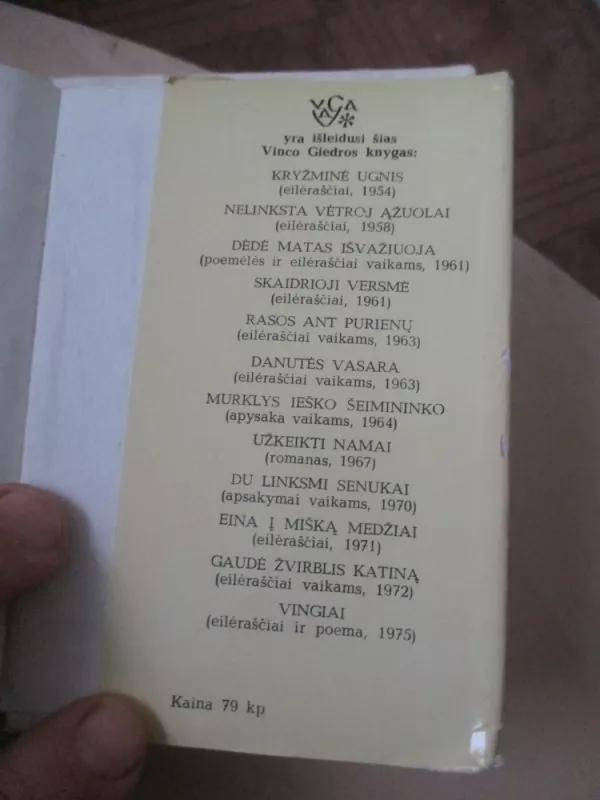 VAGA
yra išleidusi šias
Vinco Giedros knygas:
KRYŽMINĖ UGNIS
(eilėraščiai, 1954)
NELINKSTA VĖTROJ ĄŽUOLAI
(eilėraščiai, 1958)
DĖDĖ MATAS IŠVAŽIUOJA
(poemėlės ir eilėraščiai vaikams, 1961)
SKAIDRIOJI VERSMĖ
(eilėraščiai, 1961)
RASOS ANT PURIENŲ
(eilėraščiai vaikams, 1963)
DANUTĖS VASARA
(eilėraščiai vaikams, 1963)
MURKLYS IEŠKO ŠEIMININKO
(apysaka vaikams, 1964)
UŽKEIKTI NAMAI
(romanas, 1967)
DU LINKSMI SENUKAI
(apsakymai vaikams, 1970)
EINA Į MIŠKĄ MEDŽIAI
(eilėraščiai, 1971)
GAUDĖ ŽVIRBLIS KATINĄ
(eilėraščiai vaikams, 1972)
VINGIAI
(eilėraščiai ir poema, 1975)
Kaina 79 kp